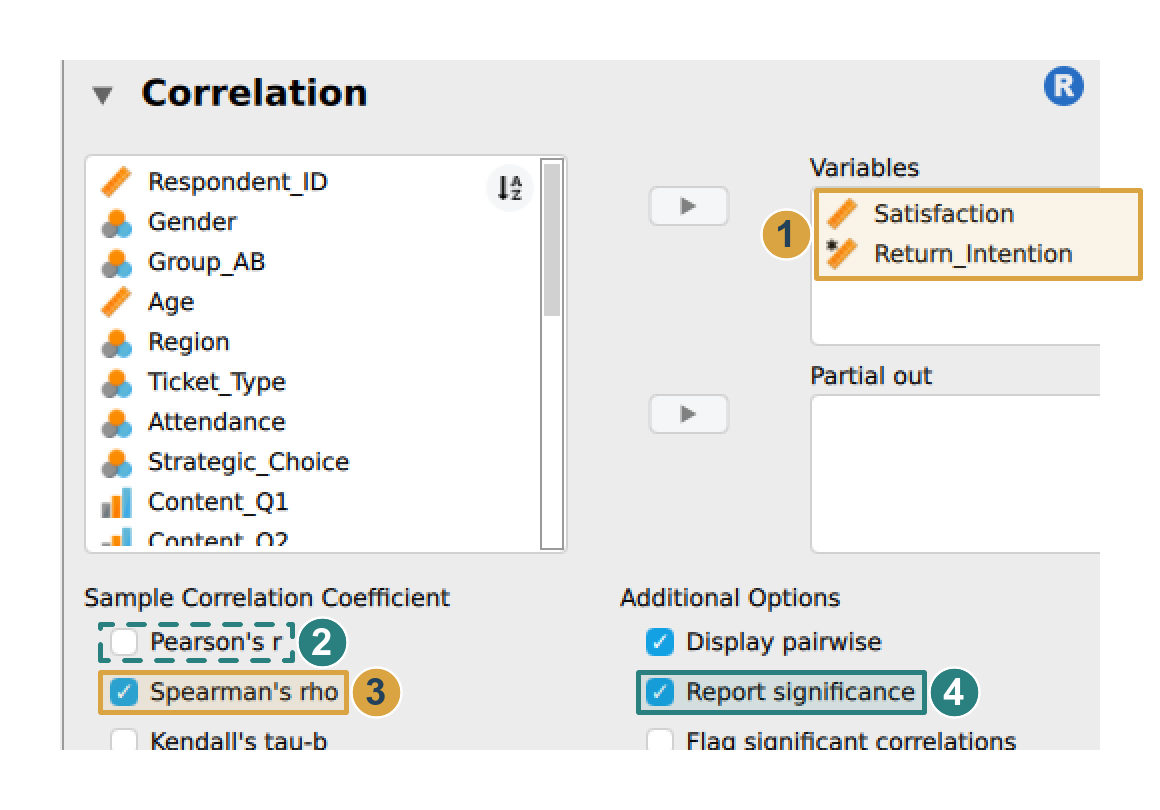 Correlation
R
Respondent_ID
A
Z
Gender
Group_AB
Age
Region
Ticket_Type
Attendance
Strategic_Choice
Content_Q1
Content_Q2
Variables
1
Satisfaction
Return_Intention
Partial out
Sample Correlation Coefficient
Pearson's r
2
Spearman's rho
3
Kendall's tau-b
Additional Options
Display pairwise
Report significance
4
Flag significant correlations